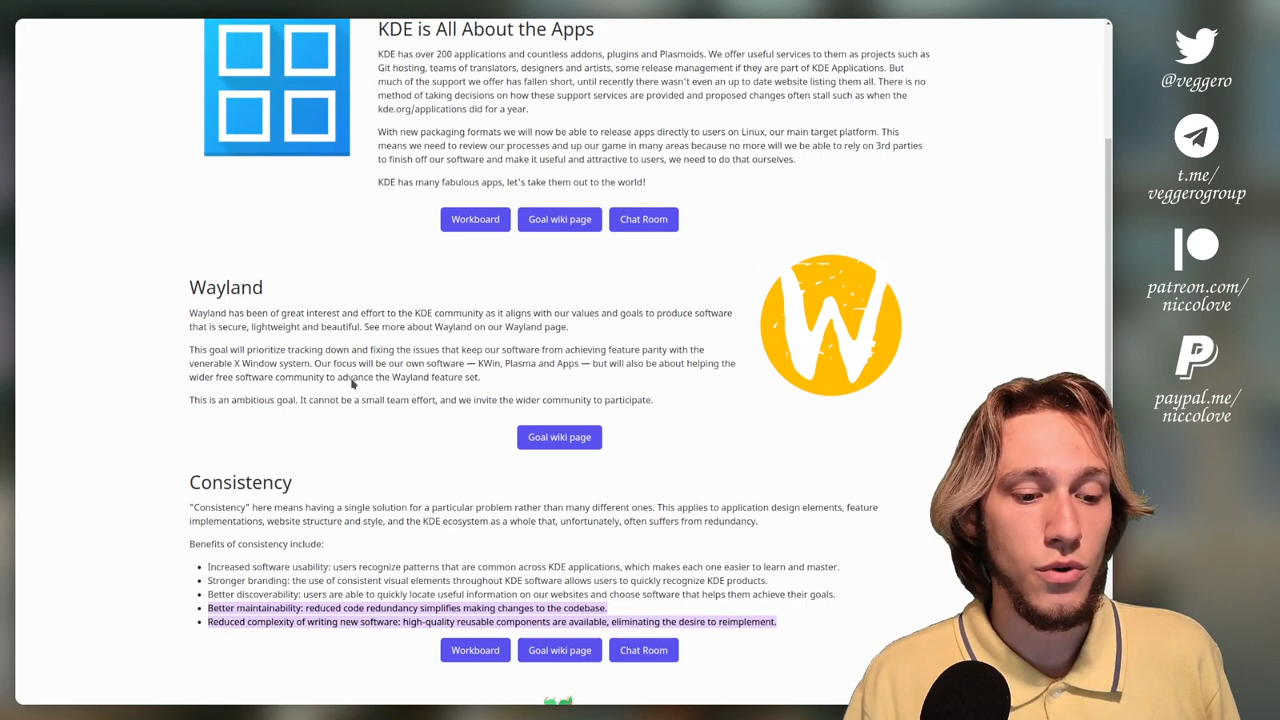 KDE is All About the Apps
KDE has over 200 applications and countless addons, plugins and Plasmoids. We offer useful services to them as projects such as
Git hosting, teams of translators, designers and artists, some release management if they are part of KDE Applications. But
much of the support we offer has fallen short, until recently there wasn't even an up to date website listing them all. There is no
method of taking decisions on how these support services are provided and proposed changes often stall such as when the
kde.org/applications did for a year.
With new packaging formats we will now be able to release apps directly to users on Linux, our main target platform. This
means we need to review our processes and up our game in many areas because no more will we be able to rely on 3rd parties
to finish off our software and make it useful and attractive to users, we need to do that ourselves.
KDE has many fabulous apps, let's take them out to the world!
Workboard Goal wiki page Chat Room
Wayland
Wayland has been of great interest and effort to the KDE community as it aligns with our values and goals to produce software
that is secure, lightweight and beautiful. See more about Wayland on our Wayland page.
This goal will prioritize tracking down and fixing the issues that keep our software from achieving feature parity with the
venerable X Window system. Our focus will be our own software — KWin, Plasma and Apps — but will also be about helping the
wider free software community to advance the Wayland feature set.
This is an ambitious goal. It cannot be a small team effort, and we invite the wider community to participate.
W
Goal wiki page
Consistency
"Consistency" here means having a single solution for a particular problem rather than many different ones. This applies to application design elements, feature
implementations, website structure and style, and the KDE ecosystem as a whole that, unfortunately, often suffers from redundancy.
Benefits of consistency include:
• Increased software usability: users recognize patterns that are common across KDE applications, which makes each one easier to learn and master.
• Stronger branding: the use of consistent visual elements throughout KDE software allows users to quickly recognize KDE products.
• Better discoverability: users are able to quickly locate useful information on our websites and choose software that helps them achieve their goals.
• Better maintainability: reduced code redundancy simplifies making changes to the codebase.
• Reduced complexity of writing new software: high-quality reusable components are available, eliminating the desire to reimplement.
Workboard Goal wiki page Chat Room
@veggero
t.me/
veggerogroup
patreon.com/
niccolove
paypal.me/
niccolove